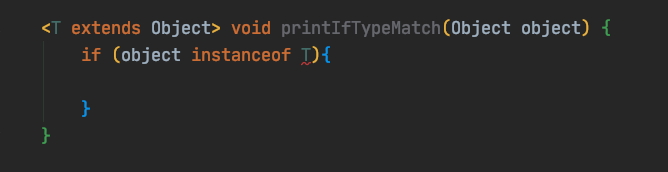 <T extends Object> void printIfTypeMatch(Object object) {
if (object instanceof T){
}
}